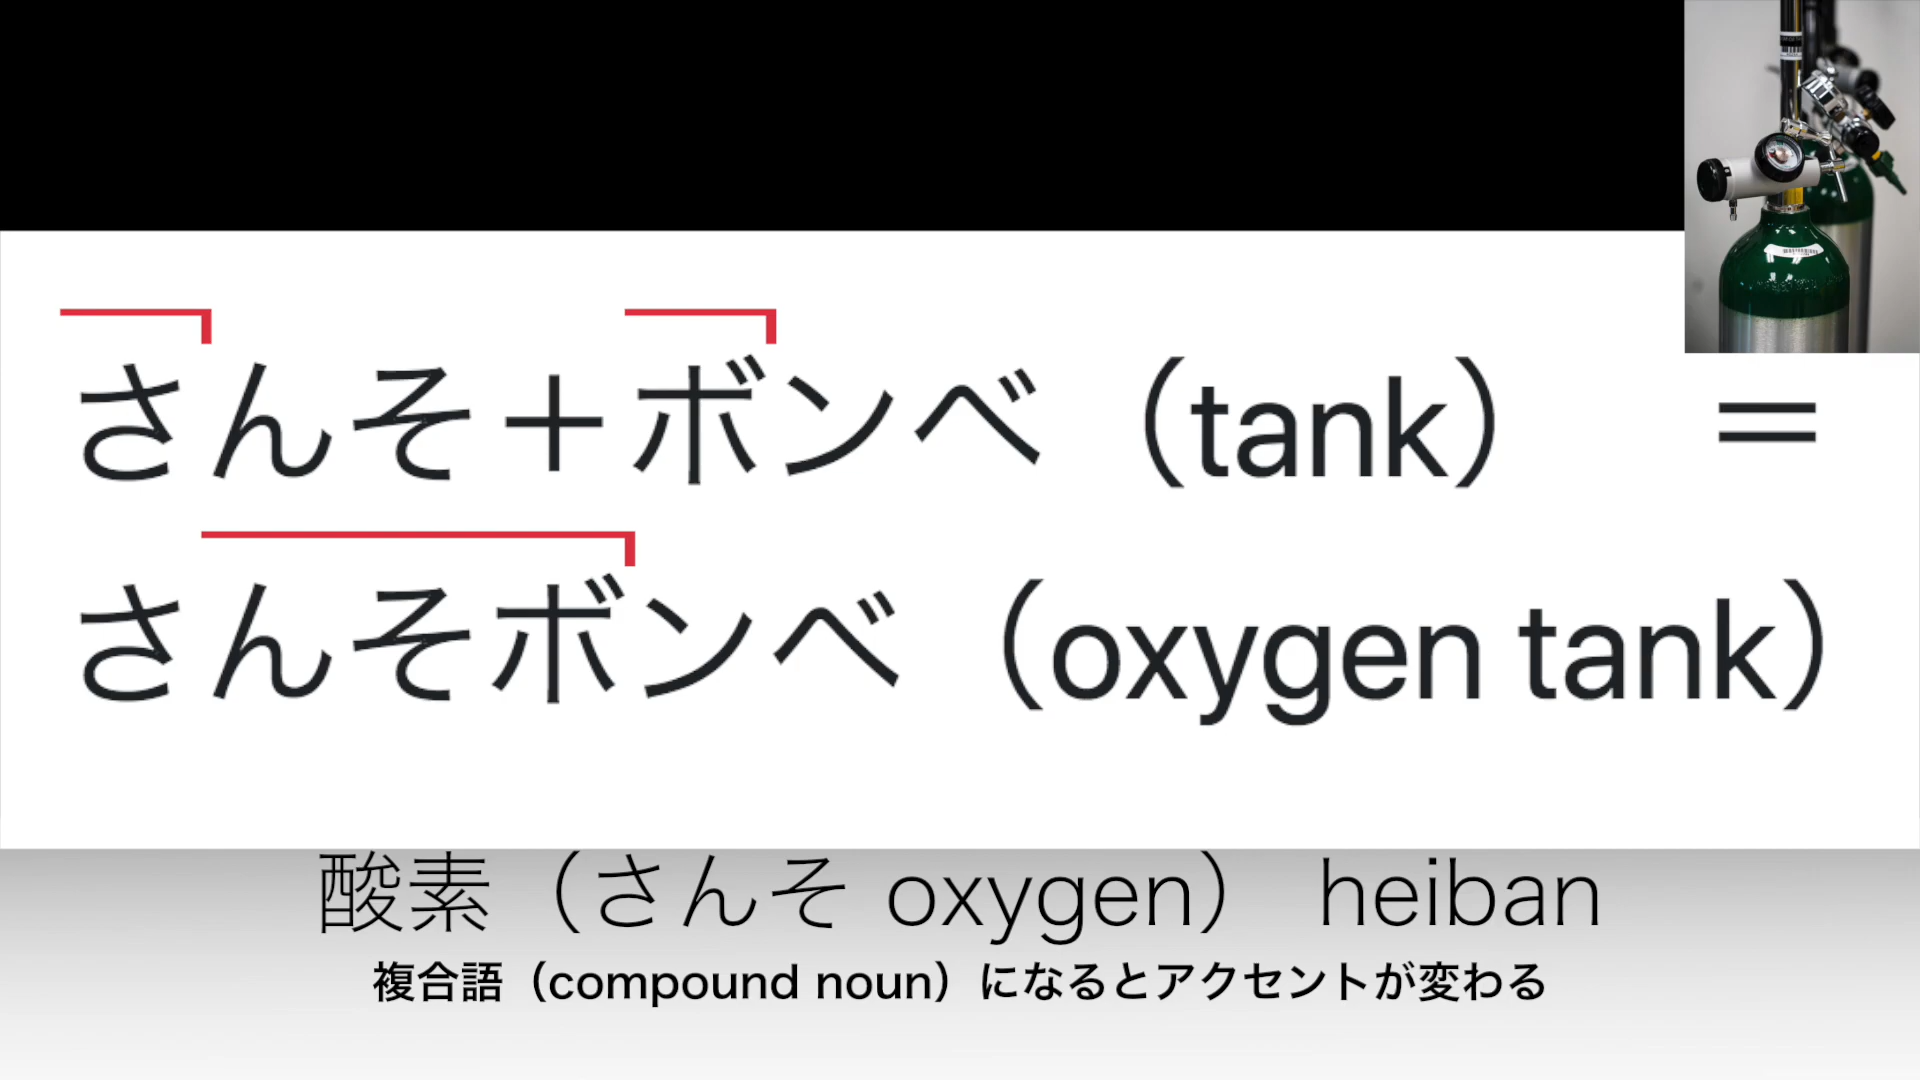 さんそ＋ボンベ（tank）　＝
さんそボンベ（oxygen tank）
酸素（さんそ oxygen） heiban
複合語（compound noun）になるとアクセントが変わる